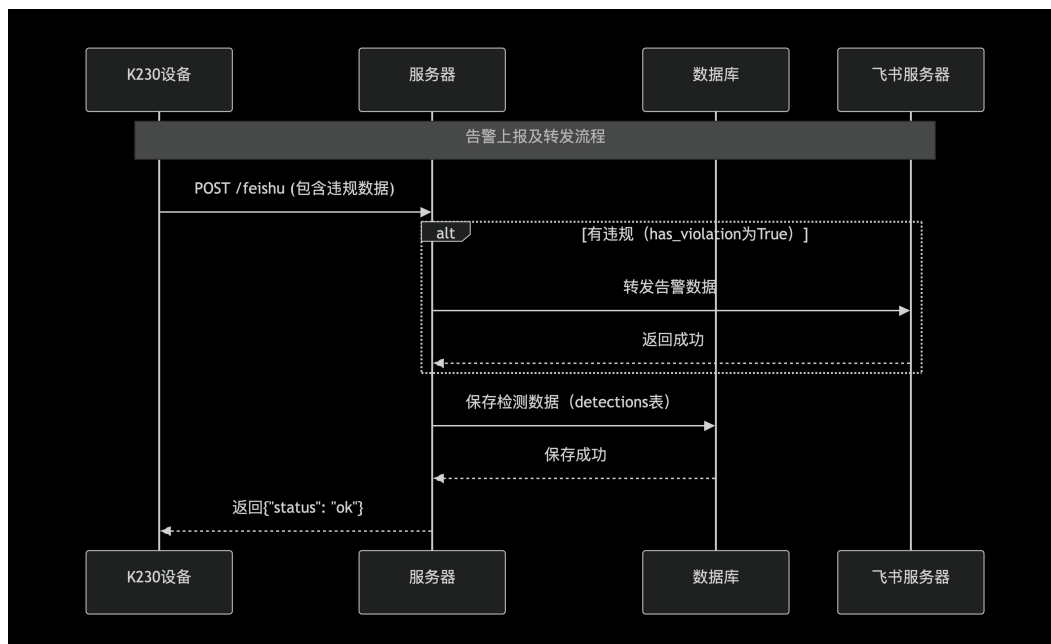 K230设备 服务器 数据库 飞书服务器
告警上报及转发流程
POST /feishu (包含违规数据)
alt [有违规（has_violation为True）]
转发告警数据
返回成功
保存检测数据（detections表）
保存成功
返回{"status": "ok"}
K230设备 服务器 数据库 飞书服务器